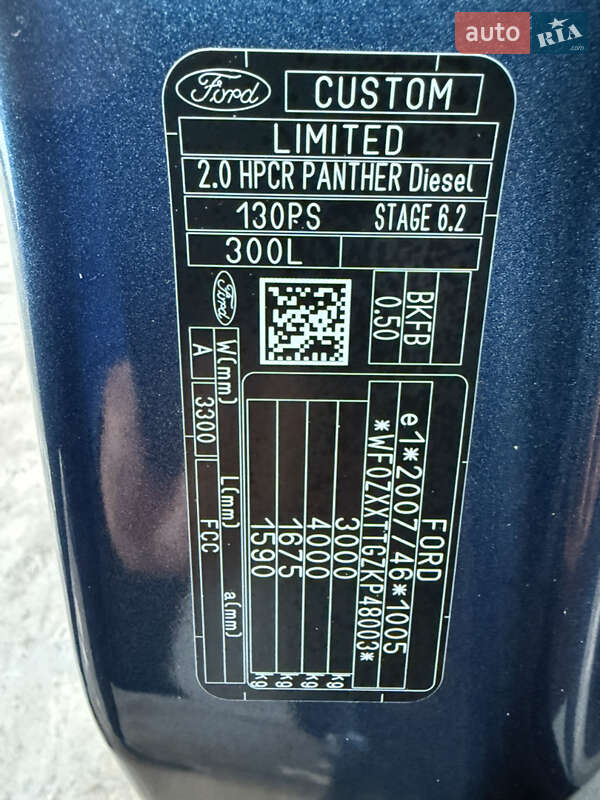 auto RIA.com
Ford CUSTOM
LIMITED
2.0 HPCR PANTHER Diesel
130PS STAGE 6.2
300L
Ford
BKFB
0.50
FORD
e1*2007/46*1005
*WF0ZXXTTGZKP48003*
3000 kg
4000 kg
1675 kg
1590 kg
W(mm) L(mm) a(mm)
A 3300 FCC